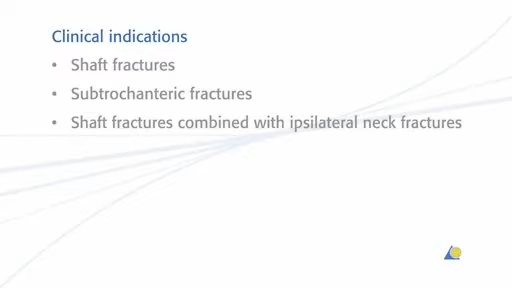 Clinical indications
• Shaft fractures
• Subtrochanteric fractures
• Shaft fractures combined with ipsilateral neck fractures